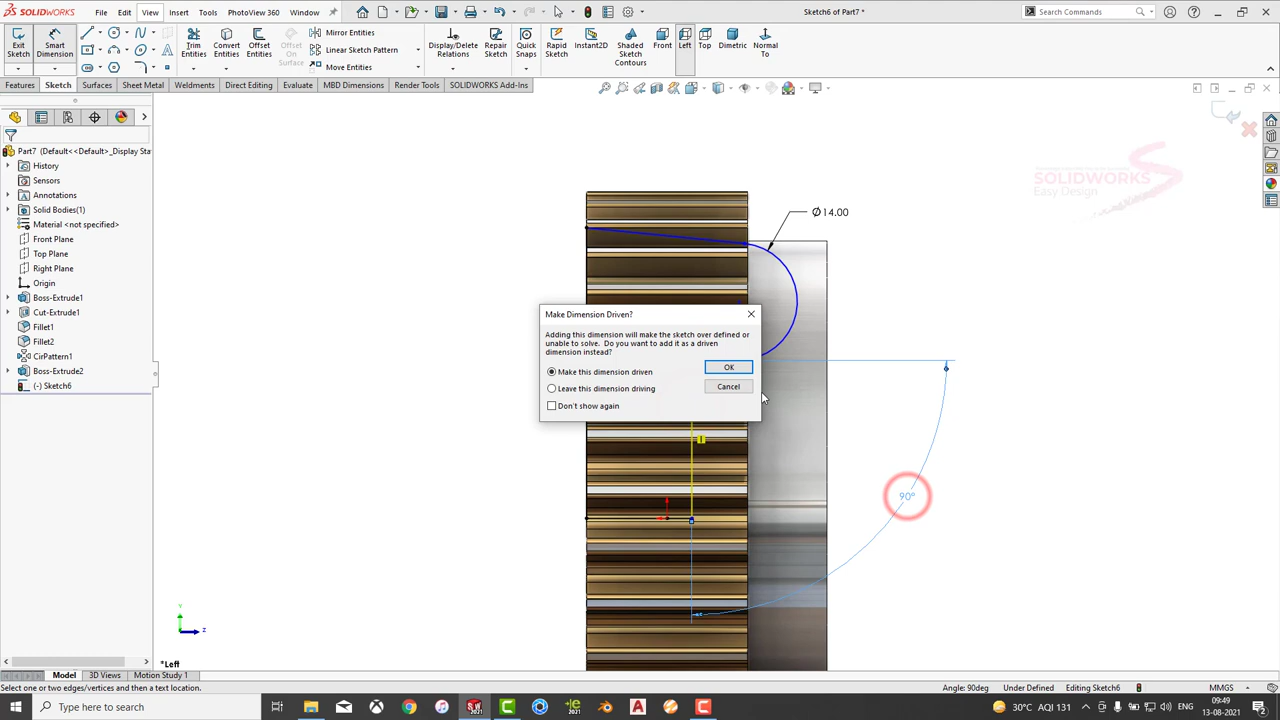 SOLIDWORKS
File Edit View Insert Tools PhotoView 360 Window
Sketch6 of Part7 *
Search Commands
Exit Sketch
Smart Dimension
Trim Entities
Convert Entities
Offset Entities
Offset On Surface
Mirror Entities
Linear Sketch Pattern
Move Entities
Display/Delete Relations
Repair Sketch
Quick Snaps
Rapid Sketch
Instant2D
Shaded Sketch Contours
Front
Left
Top
Dimetric
Normal To
Features Sketch Surfaces Sheet Metal Weldments Direct Editing Evaluate MBD Dimensions Render Tools SOLIDWORKS Add-Ins
Part7 (Default<<Default>_Display Sta
History
Sensors
Annotations
Solid Bodies(1)
Material <not specified>
Front Plane
Top Plane
Right Plane
Origin
Boss-Extrude1
Cut-Extrude1
Fillet1
Fillet2
CirPattern1
Boss-Extrude2
(-) Sketch6
SOLIDWORKS
Easy Design
Ø14.00
Make Dimension Driven?
Adding this dimension will make the sketch over defined or
unable to solve. Do you want to add it as a driven
dimension instead?
Make this dimension driven
OK
Leave this dimension driving
Cancel
Don't show again
90°
Y
Z
*Left
Model 3D Views Motion Study 1
Select one or two edges/vertices and then a text location.
Angle: 90deg Under Defined Editing Sketch6 MMGS
Type here to search
30°C AQI 131
ENG
09:49
13-08-2021